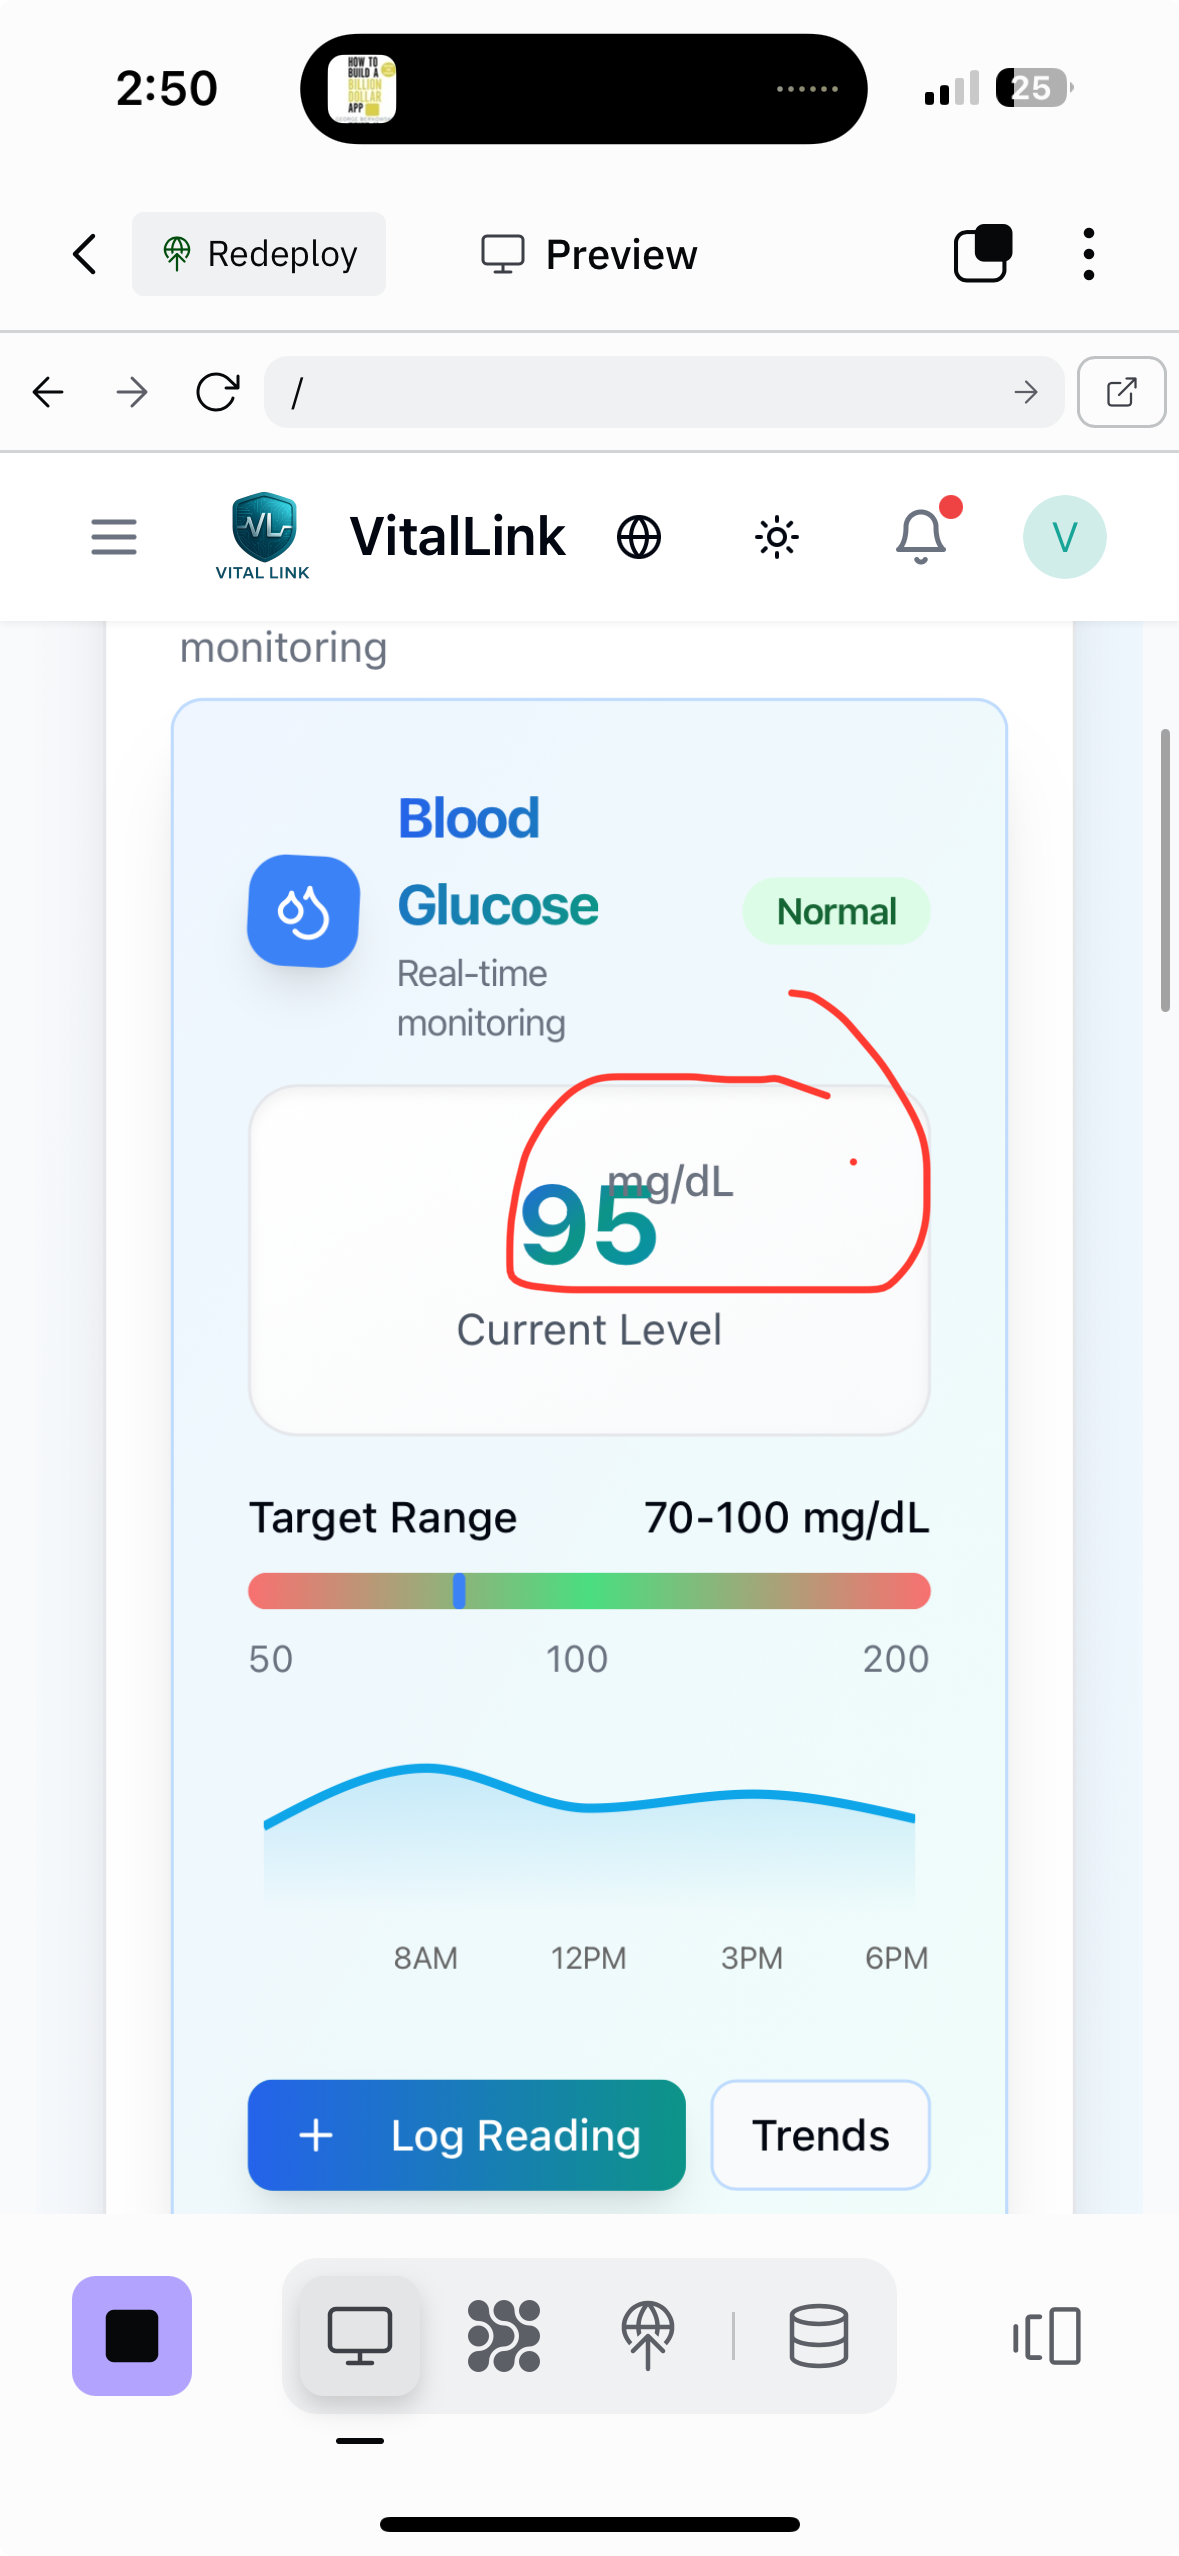 2:50
HOW TO
BUILD A
BILLION
DOLLAR
APP
25
Redeploy
Preview
/
VL
VITAL LINK
VitalLink
V
monitoring
Blood
Glucose
Normal
Real-time
monitoring
mg/dL
95
Current Level
Target Range 70-100 mg/dL
50 100 200
8AM 12PM 3PM 6PM
+ Log Reading
Trends